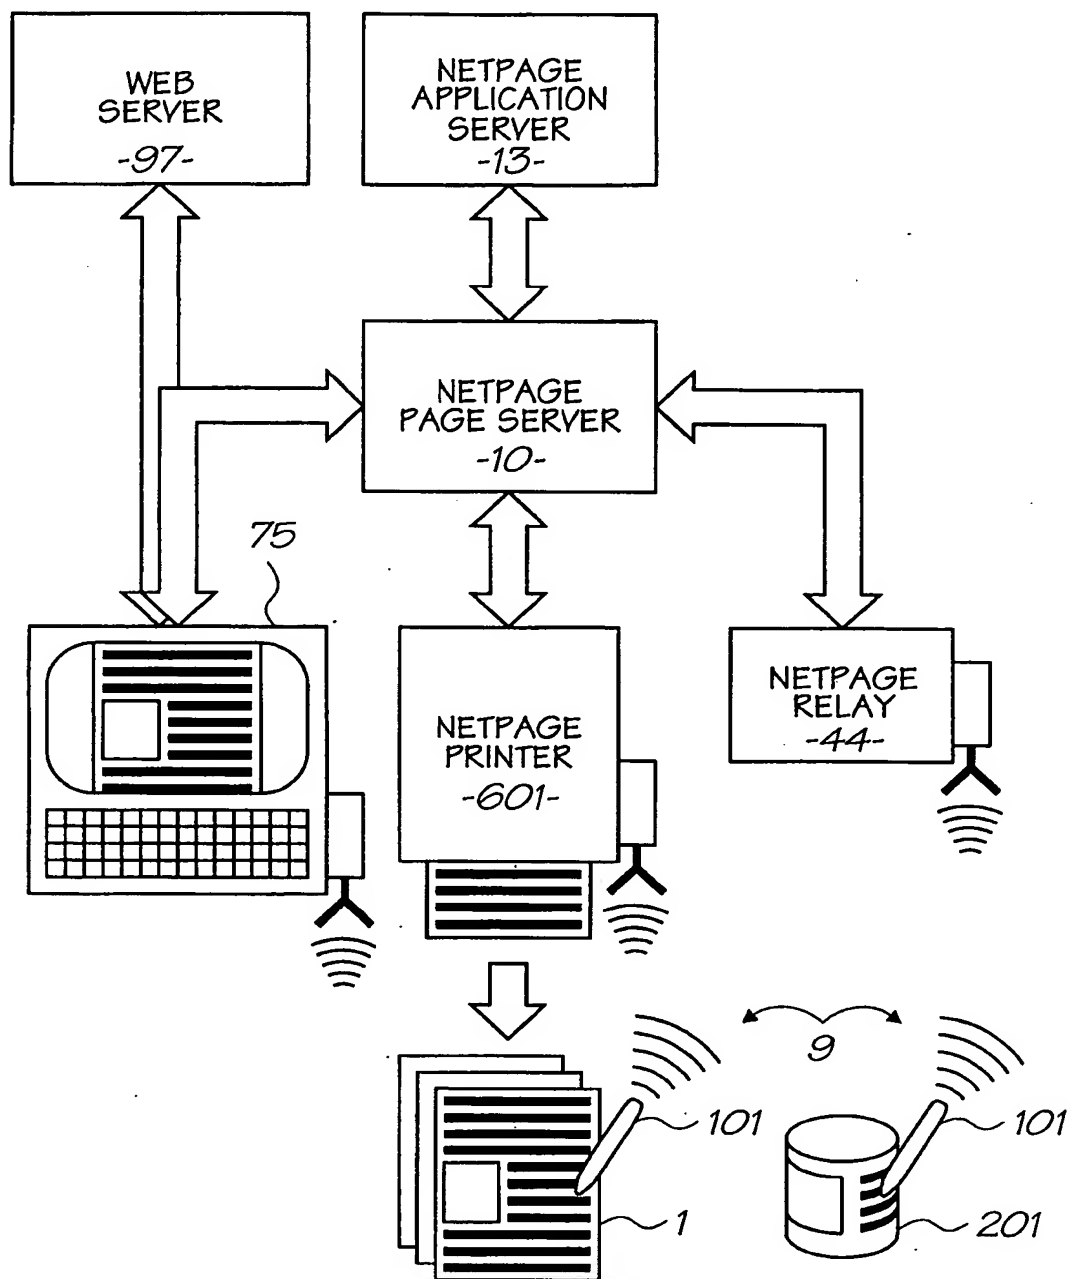 WEB
SERVER
-97-
NETPAGE
APPLICATION
SERVER
-13-
NETPAGE
PAGE SERVER
-10-
75
NETPAGE
PRINTER
-601-
NETPAGE
RELAY
-44-
9
101
101
1
201